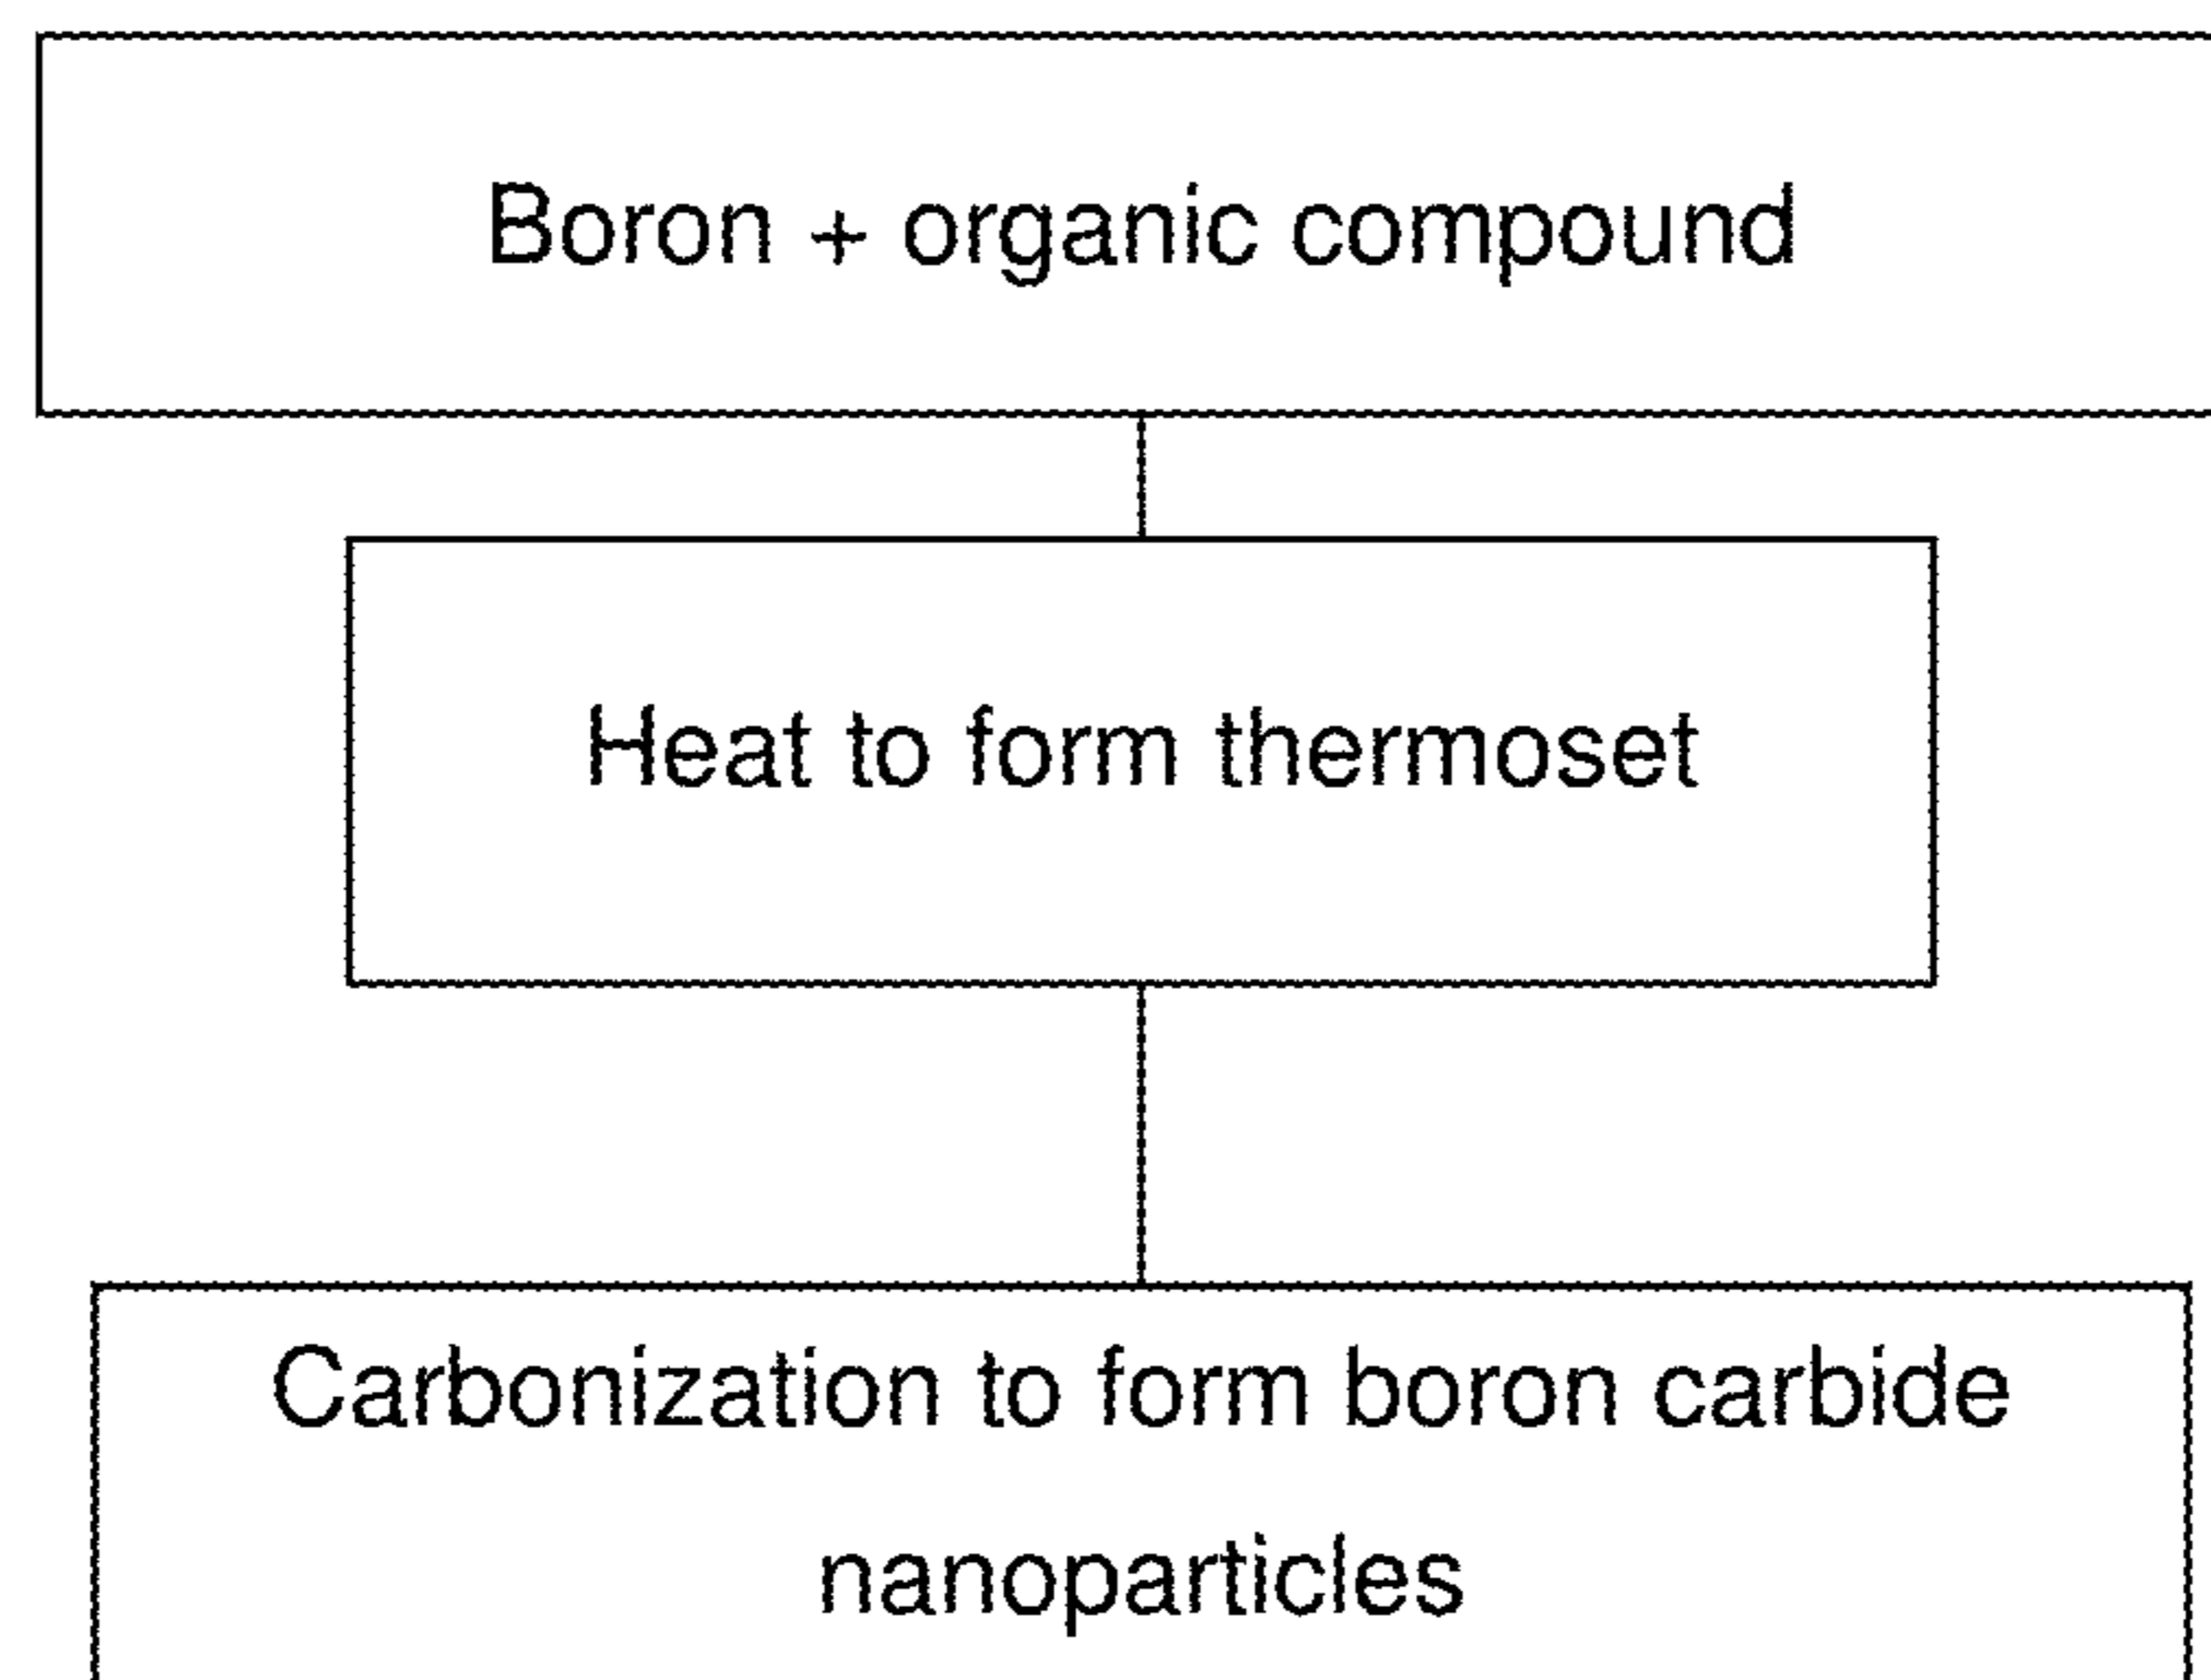 Boron + organic compound
Heat to form thermoset
Carbonization to form boron carbide
nanoparticles